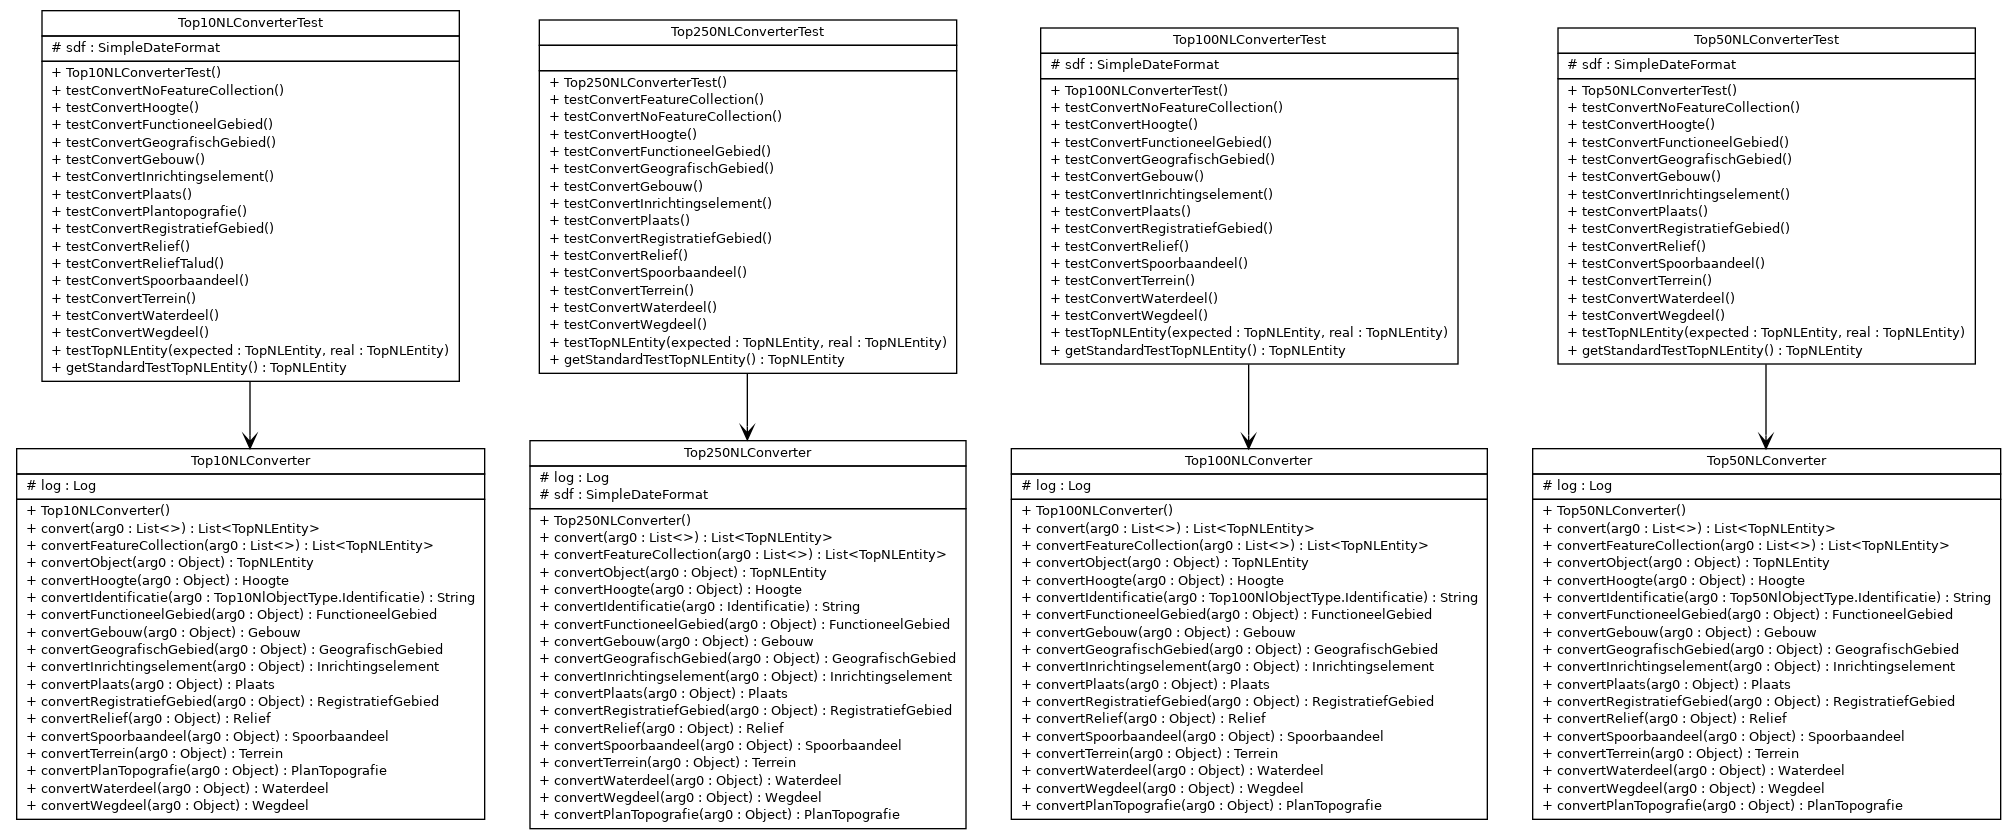 Top10NLConverterTest
# sdf : SimpleDateFormat
+ Top10NLConverterTest()
+ testConvertNoFeatureCollection()
+ testConvertHoogte()
+ testConvertFunctioneelGebied()
+ testConvertGeografischGebied()
+ testConvertGebouw()
+ testConvertInrichtingselement()
+ testConvertPlaats()
+ testConvertPlantopografie()
+ testConvertRegistratiefGebied()
+ testConvertRelief()
+ testConvertReliefTalud()
+ testConvertSpoorbaandeel()
+ testConvertTerrein()
+ testConvertWaterdeel()
+ testConvertWegdeel()
+ testTopNLEntity(expected : TopNLEntity, real : TopNLEntity)
+ getStandardTestTopNLEntity() : TopNLEntity
Top250NLConverterTest
+ Top250NLConverterTest()
+ testConvertFeatureCollection()
+ testConvertNoFeatureCollection()
+ testConvertHoogte()
+ testConvertFunctioneelGebied()
+ testConvertGeografischGebied()
+ testConvertGebouw()
+ testConvertInrichtingselement()
+ testConvertPlaats()
+ testConvertRegistratiefGebied()
+ testConvertRelief()
+ testConvertSpoorbaandeel()
+ testConvertTerrein()
+ testConvertWaterdeel()
+ testConvertWegdeel()
+ testTopNLEntity(expected : TopNLEntity, real : TopNLEntity)
+ getStandardTestTopNLEntity() : TopNLEntity
Top100NLConverterTest
# sdf : SimpleDateFormat
+ Top100NLConverterTest()
+ testConvertNoFeatureCollection()
+ testConvertHoogte()
+ testConvertFunctioneelGebied()
+ testConvertGeografischGebied()
+ testConvertGebouw()
+ testConvertInrichtingselement()
+ testConvertPlaats()
+ testConvertRegistratiefGebied()
+ testConvertRelief()
+ testConvertSpoorbaandeel()
+ testConvertTerrein()
+ testConvertWaterdeel()
+ testConvertWegdeel()
+ testTopNLEntity(expected : TopNLEntity, real : TopNLEntity)
+ getStandardTestTopNLEntity() : TopNLEntity
Top50NLConverterTest
# sdf : SimpleDateFormat
+ Top50NLConverterTest()
+ testConvertNoFeatureCollection()
+ testConvertHoogte()
+ testConvertFunctioneelGebied()
+ testConvertGeografischGebied()
+ testConvertGebouw()
+ testConvertInrichtingselement()
+ testConvertPlaats()
+ testConvertRegistratiefGebied()
+ testConvertRelief()
+ testConvertSpoorbaandeel()
+ testConvertTerrein()
+ testConvertWaterdeel()
+ testConvertWegdeel()
+ testTopNLEntity(expected : TopNLEntity, real : TopNLEntity)
+ getStandardTestTopNLEntity() : TopNLEntity
Top10NLConverter
# log : Log
+ Top10NLConverter()
+ convert(arg0 : List<>) : List<TopNLEntity>
+ convertFeatureCollection(arg0 : List<>) : List<TopNLEntity>
+ convertObject(arg0 : Object) : TopNLEntity
+ convertHoogte(arg0 : Object) : Hoogte
+ convertIdentificatie(arg0 : Top10NlObjectType.Identificatie) : String
+ convertFunctioneelGebied(arg0 : Object) : FunctioneelGebied
+ convertGebouw(arg0 : Object) : Gebouw
+ convertGeografischGebied(arg0 : Object) : GeografischGebied
+ convertInrichtingselement(arg0 : Object) : Inrichtingselement
+ convertPlaats(arg0 : Object) : Plaats
+ convertRegistratiefGebied(arg0 : Object) : RegistratiefGebied
+ convertRelief(arg0 : Object) : Relief
+ convertSpoorbaandeel(arg0 : Object) : Spoorbaandeel
+ convertTerrein(arg0 : Object) : Terrein
+ convertPlanTopografie(arg0 : Object) : PlanTopografie
+ convertWaterdeel(arg0 : Object) : Waterdeel
+ convertWegdeel(arg0 : Object) : Wegdeel
Top250NLConverter
# log : Log
# sdf : SimpleDateFormat
+ Top250NLConverter()
+ convert(arg0 : List<>) : List<TopNLEntity>
+ convertFeatureCollection(arg0 : List<>) : List<TopNLEntity>
+ convertObject(arg0 : Object) : TopNLEntity
+ convertHoogte(arg0 : Object) : Hoogte
+ convertIdentificatie(arg0 : Identificatie) : String
+ convertFunctioneelGebied(arg0 : Object) : FunctioneelGebied
+ convertGebouw(arg0 : Object) : Gebouw
+ convertGeografischGebied(arg0 : Object) : GeografischGebied
+ convertInrichtingselement(arg0 : Object) : Inrichtingselement
+ convertPlaats(arg0 : Object) : Plaats
+ convertRegistratiefGebied(arg0 : Object) : RegistratiefGebied
+ convertRelief(arg0 : Object) : Relief
+ convertSpoorbaandeel(arg0 : Object) : Spoorbaandeel
+ convertTerrein(arg0 : Object) : Terrein
+ convertWaterdeel(arg0 : Object) : Waterdeel
+ convertWegdeel(arg0 : Object) : Wegdeel
+ convertPlanTopografie(arg0 : Object) : PlanTopografie
Top100NLConverter
# log : Log
+ Top100NLConverter()
+ convert(arg0 : List<>) : List<TopNLEntity>
+ convertFeatureCollection(arg0 : List<>) : List<TopNLEntity>
+ convertObject(arg0 : Object) : TopNLEntity
+ convertHoogte(arg0 : Object) : Hoogte
+ convertIdentificatie(arg0 : Top100NlObjectType.Identificatie) : String
+ convertFunctioneelGebied(arg0 : Object) : FunctioneelGebied
+ convertGebouw(arg0 : Object) : Gebouw
+ convertGeografischGebied(arg0 : Object) : GeografischGebied
+ convertInrichtingselement(arg0 : Object) : Inrichtingselement
+ convertPlaats(arg0 : Object) : Plaats
+ convertRegistratiefGebied(arg0 : Object) : RegistratiefGebied
+ convertRelief(arg0 : Object) : Relief
+ convertSpoorbaandeel(arg0 : Object) : Spoorbaandeel
+ convertTerrein(arg0 : Object) : Terrein
+ convertWaterdeel(arg0 : Object) : Waterdeel
+ convertWegdeel(arg0 : Object) : Wegdeel
+ convertPlanTopografie(arg0 : Object) : PlanTopografie
Top50NLConverter
# log : Log
+ Top50NLConverter()
+ convert(arg0 : List<>) : List<TopNLEntity>
+ convertFeatureCollection(arg0 : List<>) : List<TopNLEntity>
+ convertObject(arg0 : Object) : TopNLEntity
+ convertHoogte(arg0 : Object) : Hoogte
+ convertIdentificatie(arg0 : Top50NlObjectType.Identificatie) : String
+ convertFunctioneelGebied(arg0 : Object) : FunctioneelGebied
+ convertGebouw(arg0 : Object) : Gebouw
+ convertGeografischGebied(arg0 : Object) : GeografischGebied
+ convertInrichtingselement(arg0 : Object) : Inrichtingselement
+ convertPlaats(arg0 : Object) : Plaats
+ convertRegistratiefGebied(arg0 : Object) : RegistratiefGebied
+ convertRelief(arg0 : Object) : Relief
+ convertSpoorbaandeel(arg0 : Object) : Spoorbaandeel
+ convertTerrein(arg0 : Object) : Terrein
+ convertWaterdeel(arg0 : Object) : Waterdeel
+ convertWegdeel(arg0 : Object) : Wegdeel
+ convertPlanTopografie(arg0 : Object) : PlanTopografie